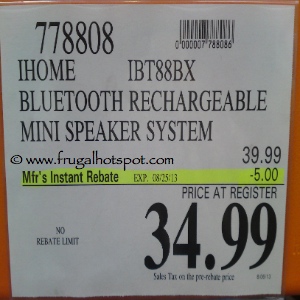 778808
0000007788086
IHOME IBT88BX
BLUETOOTH RECHARGEABLE
MINI SPEAKER SYSTEM
www.frugalhotspot.com
39.99
Mfr's Instant Rebate EXP. 08/25/13 -5.00
PRICE AT REGISTER
34.99
NO
REBATE LIMIT
Sales Tax on the pre-rebate price